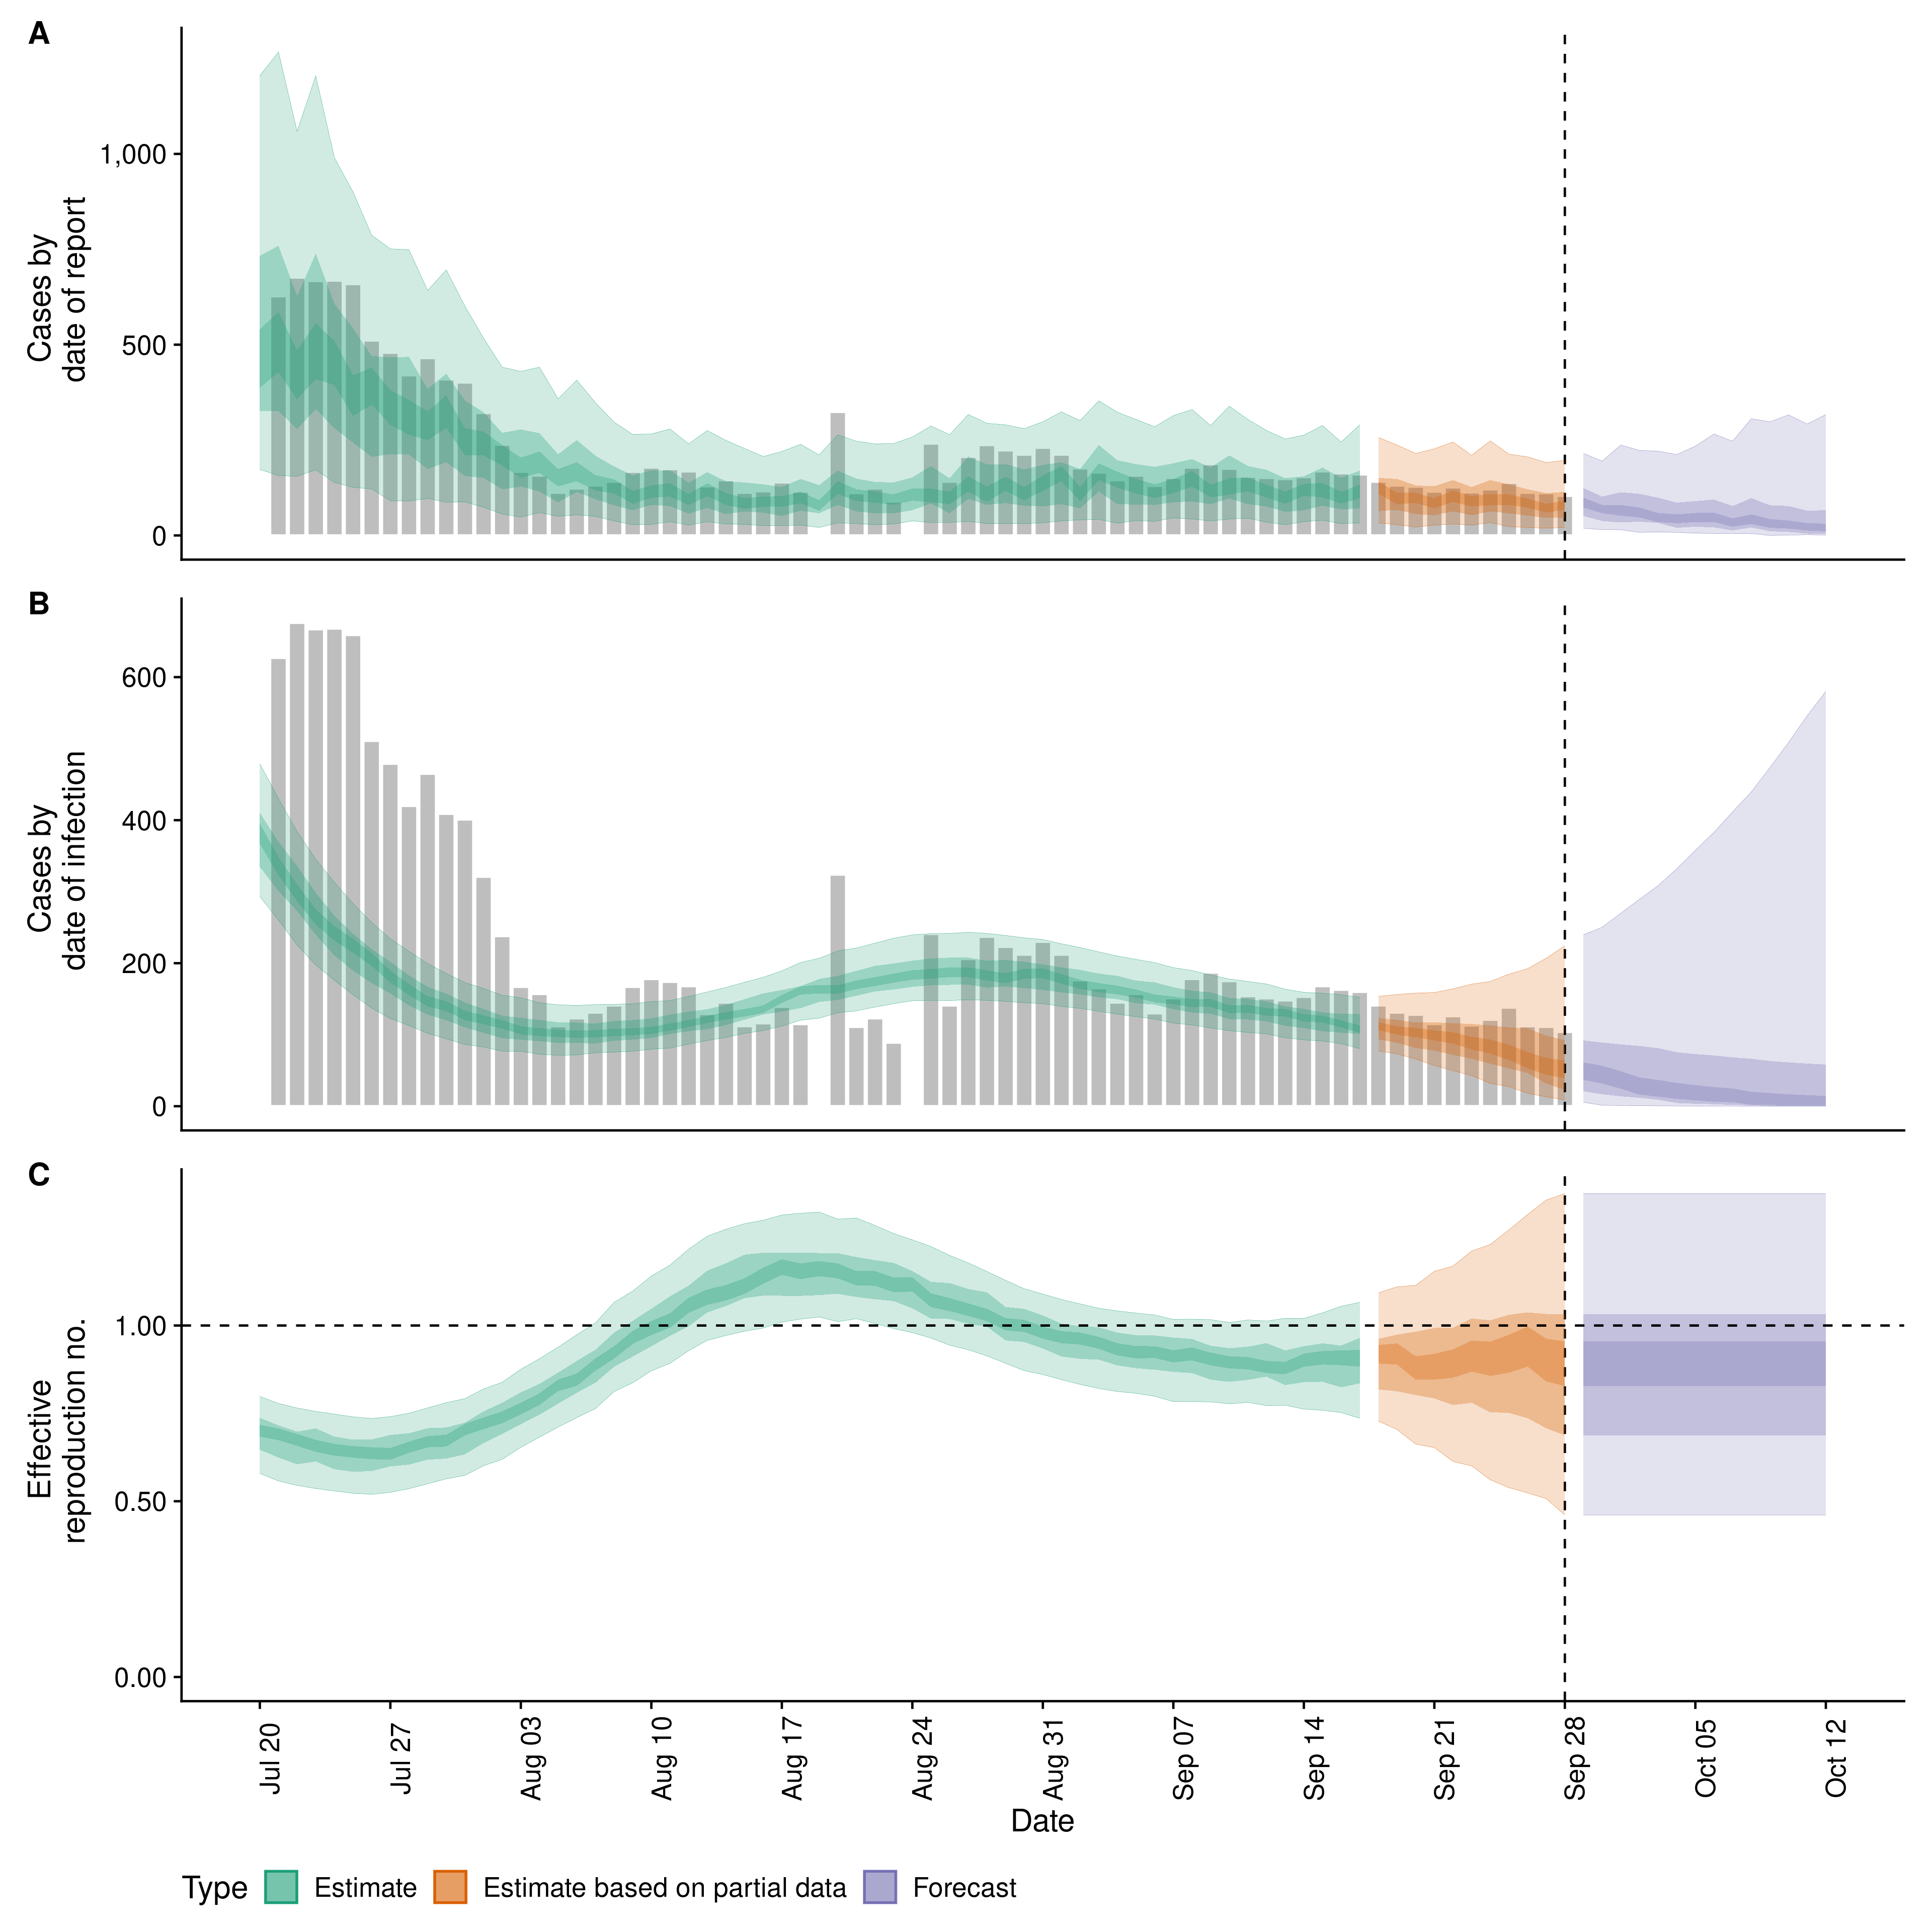 A
Cases by
date of report
1,000
500
0
B
Cases by
date of infection
600
400
200
0
C
Effective
reproduction no.
1.00
0.50
0.00
Jul 20
Jul 27
Aug 03
Aug 10
Aug 17
Aug 24
Aug 31
Sep 07
Sep 14
Sep 21
Sep 28
Oct 05
Oct 12
Date
Type Estimate Estimate based on partial data Forecast